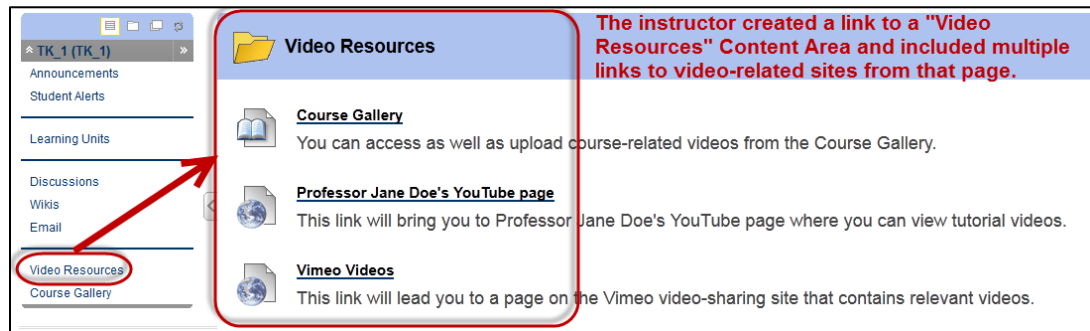 TK_1 (TK_1)
Announcements
Student Alerts
Learning Units
Discussions
Wikis
Email
Video Resources
Course Gallery
Video Resources
The instructor created a link to a "Video
Resources" Content Area and included multiple
links to video-related sites from that page.
Course Gallery
You can access as well as upload course-related videos from the Course Gallery.
Professor Jane Doe's YouTube page
This link will bring you to Professor Jane Doe's YouTube page where you can view tutorial videos.
Vimeo Videos
This link will lead you to a page on the Vimeo video-sharing site that contains relevant videos.